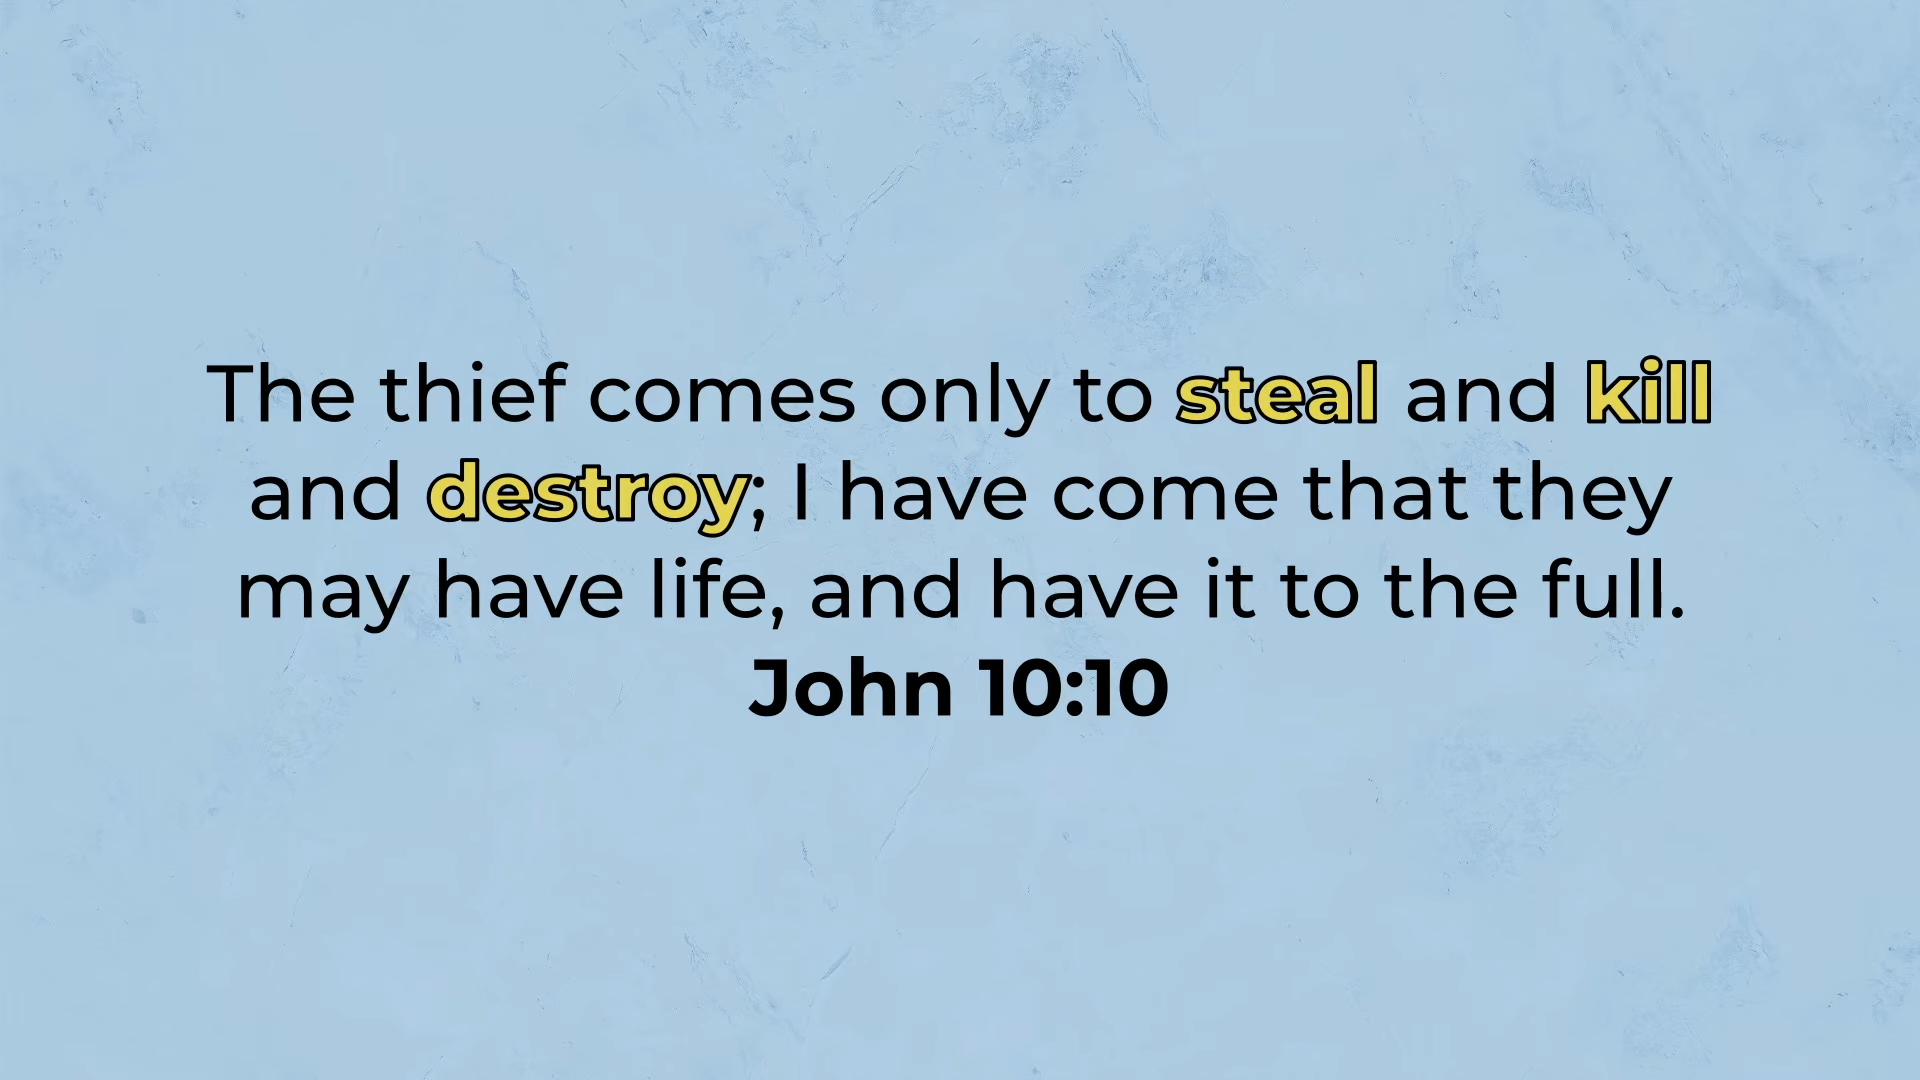 The thief comes only to steal and kill
and destroy; I have come that they
may have life, and have it to the full.
John 10:10